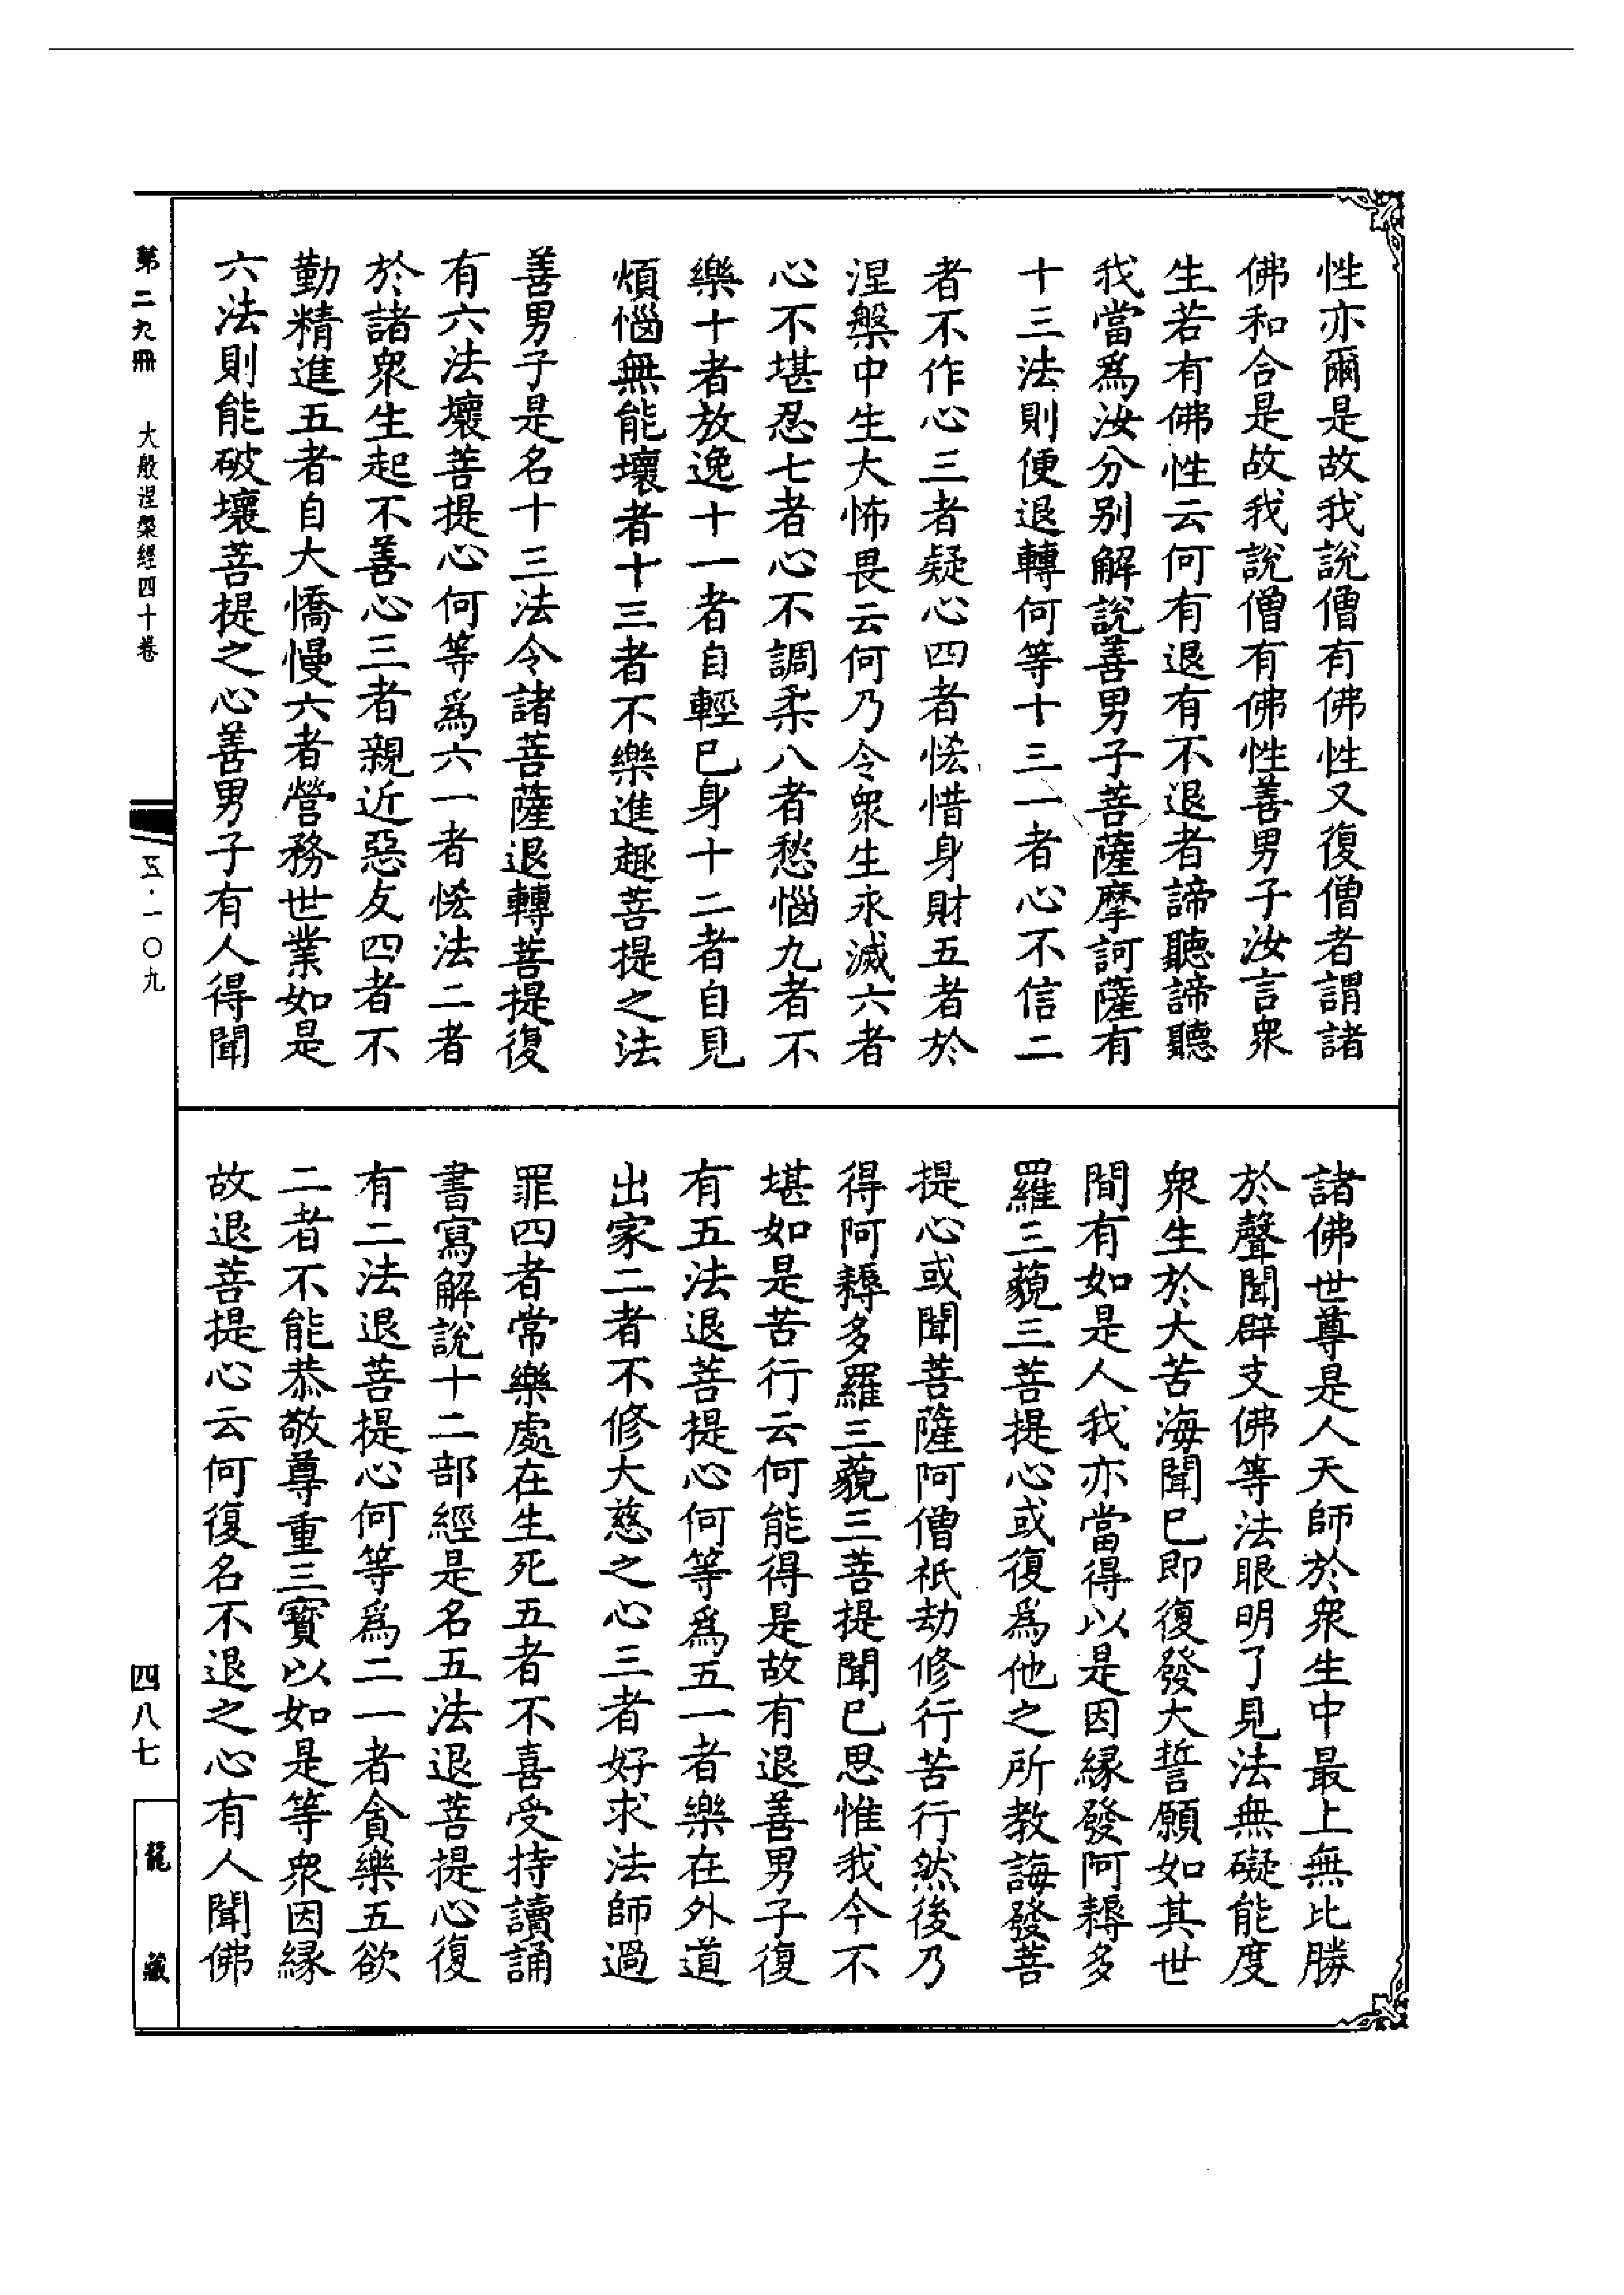 性亦爾是故我說僧有佛性又復僧者謂諸
佛和合是故我說僧有佛性善男子汝言衆
生若有佛性云何有退有不退者諦聽諦聽
我當爲汝分別解說善男子菩薩摩訶薩有
十三法則便退轉何等十三一者心不信二
者不作心三者疑心四者恡惜身財五者於
涅槃中生大怖畏云何乃令衆生永滅六者
心不堪忍七者心不調柔八者愁惱九者不
樂十者放逸十一者自輕已身十二者自見
煩惱無能壞者十三者不樂進趣菩提之法
善男子是名十三法令諸菩薩退轉菩提復
有六法壞菩提心何等爲六一者恡法二者
於諸衆生起不善心三者親近惡友四者不
勤精進五者自大憍慢六者營務世業如是
六法則能破壞菩提之心善男子有人得聞
諸佛世尊是人天師於衆生中最上無比勝
於聲聞辟支佛等法眼明了見法無礙能度
衆生於大苦海聞已即復發大誓願如其世
間有如是人我亦當得以是因緣發阿耨多
羅三藐三菩提心或復爲他之所教誨發菩
提心或聞菩薩阿僧祇劫修行苦行然後乃
得阿耨多羅三藐三菩提聞已思惟我今不
堪如是苦行云何能得是故有退善男子復
有五法退菩提心何等爲五一者樂在外道
出家二者不修大慈之心三者好求法師過
罪四者常樂處在生死五者不喜受持讀誦
書寫解說十二部經是名五法退菩提心復
有二法退菩提心何等爲二一者貪樂五欲
二者不能恭敬尊重三寳以如是等衆因緣
故退菩提心云何復名不退之心有人聞佛
第二九冊 大般涅槃經四十卷 五·一〇九 四八七 龍藏